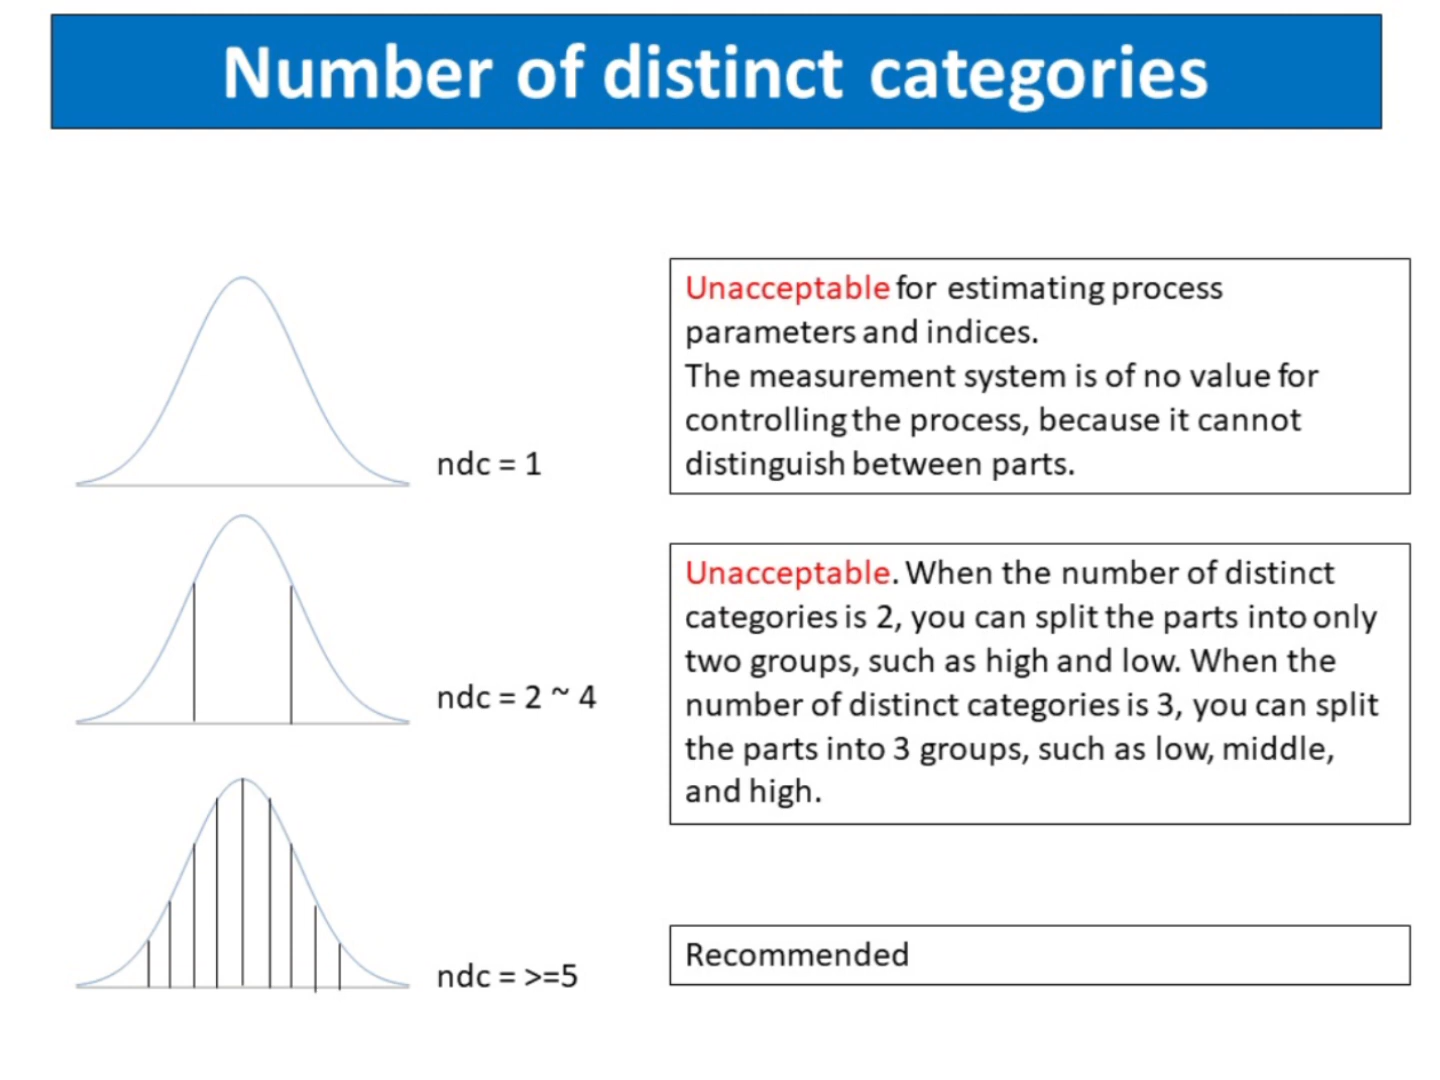 Number of distinct categories
Unacceptable for estimating process
parameters and indices.
The measurement system is of no value for
controlling the process, because it cannot
distinguish between parts.
ndc = 1
Unacceptable. When the number of distinct
categories is 2, you can split the parts into only
two groups, such as high and low. When the
number of distinct categories is 3, you can split
the parts into 3 groups, such as low, middle,
and high.
ndc = 2 ~ 4
Recommended
ndc = >=5